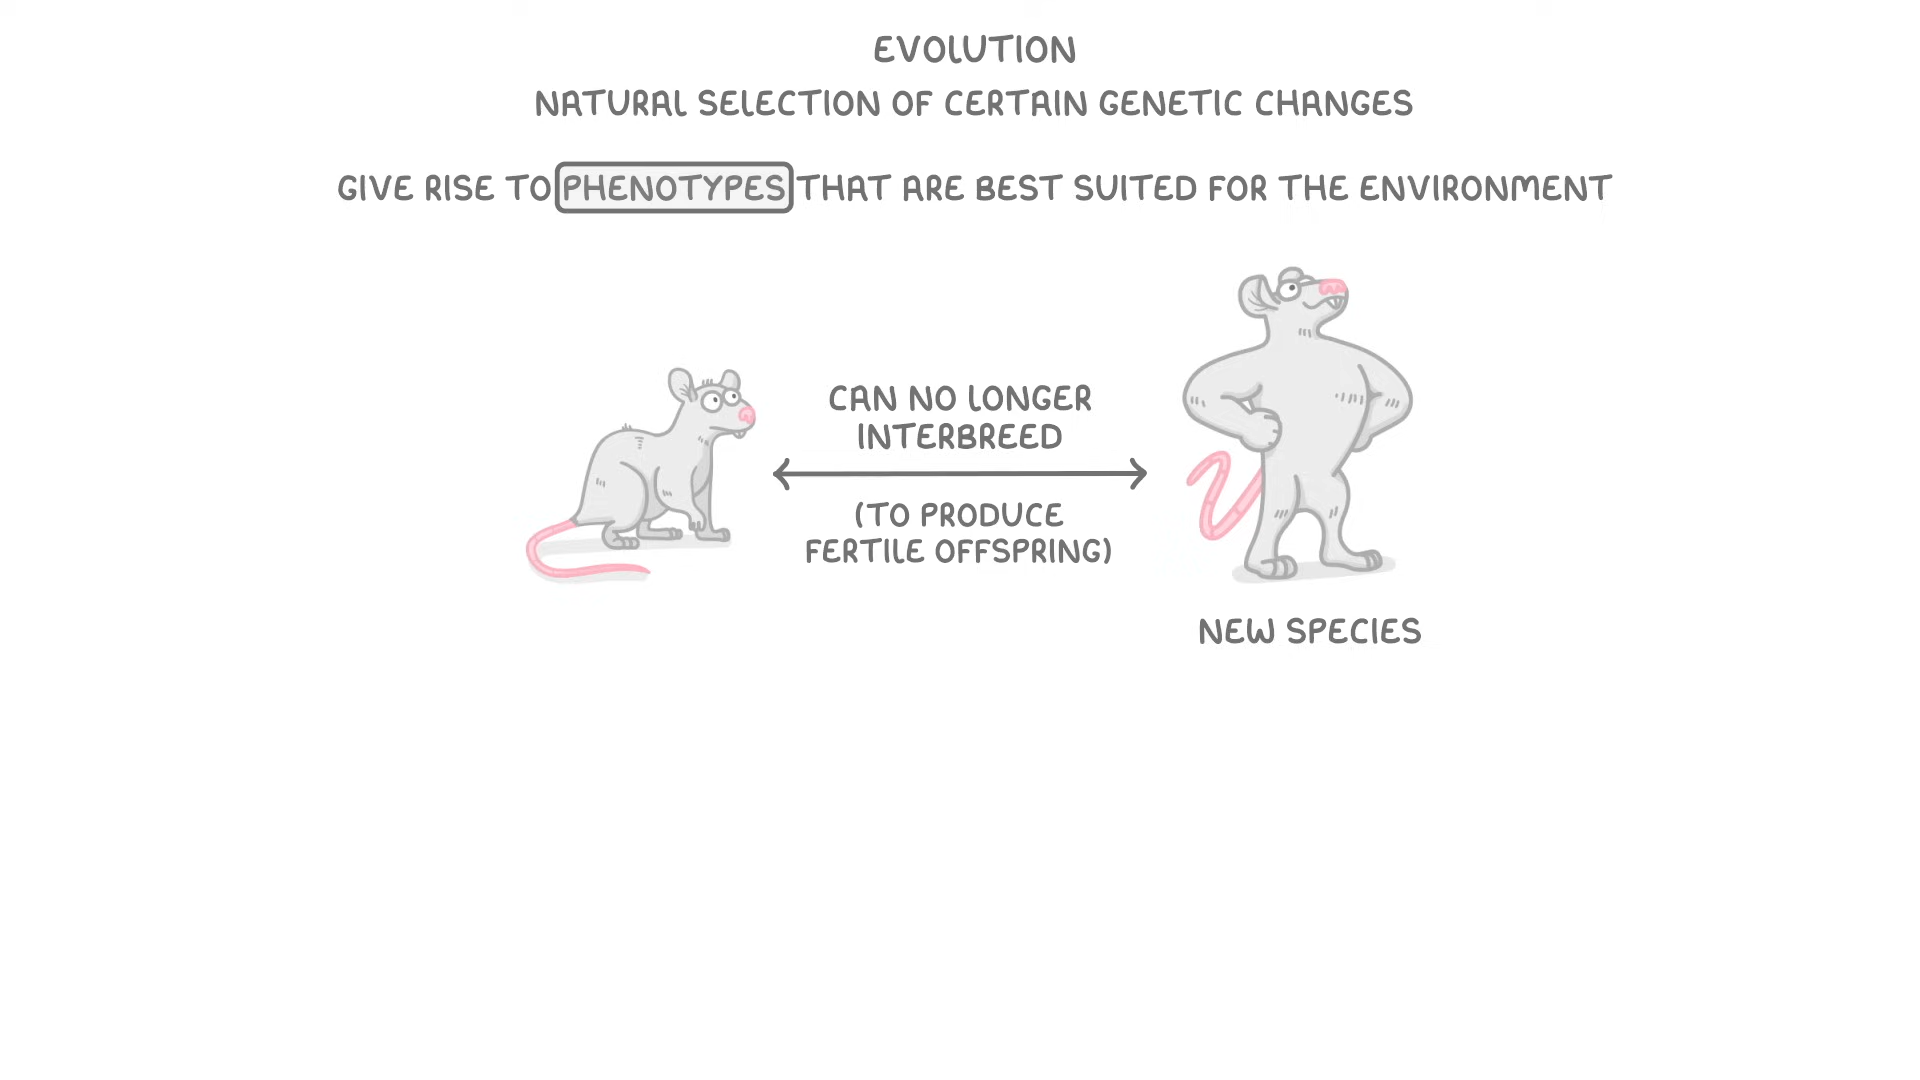 EVOLUTION
NATURAL SELECTION OF CERTAIN GENETIC CHANGES
GIVE RISE TO PHENOTYPES THAT ARE BEST SUITED FOR THE ENVIRONMENT
CAN NO LONGER
INTERBREED
(TO PRODUCE
FERTILE OFFSPRING)
NEW SPECIES